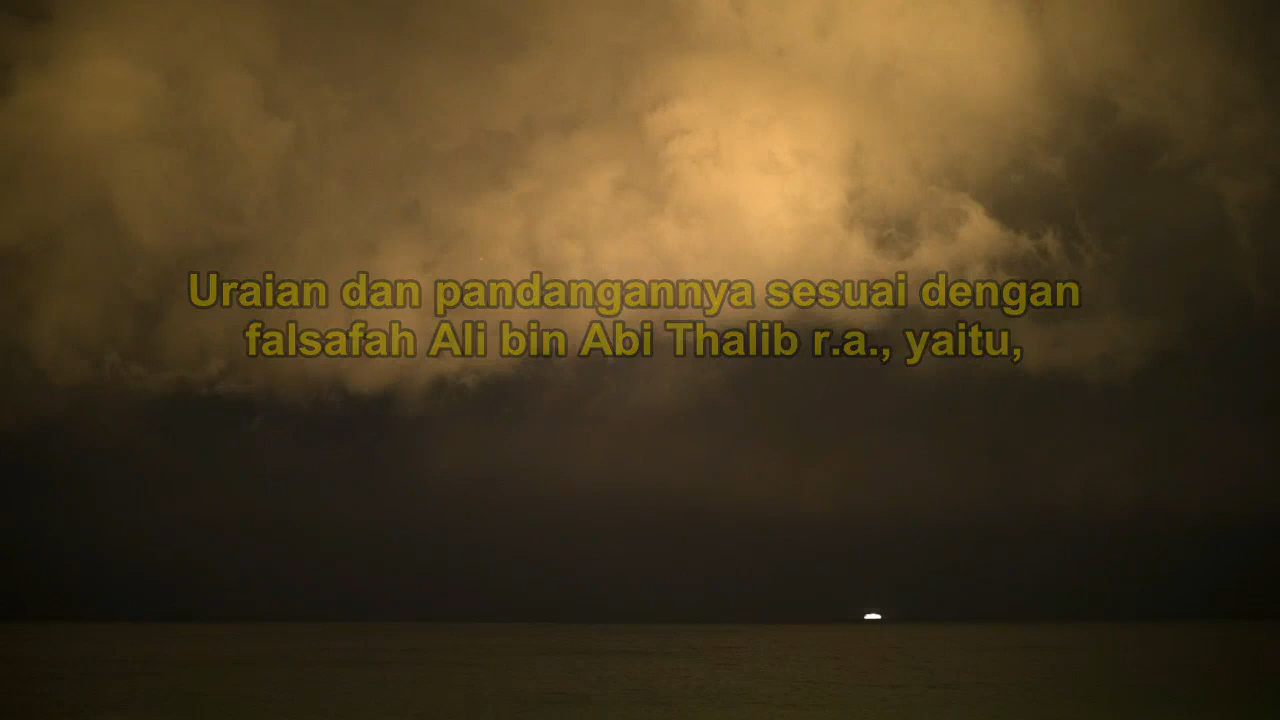 Uraian dan pandangannya sesuai dengan
falsafah Ali bin Abi Thalib r.a., yaitu,